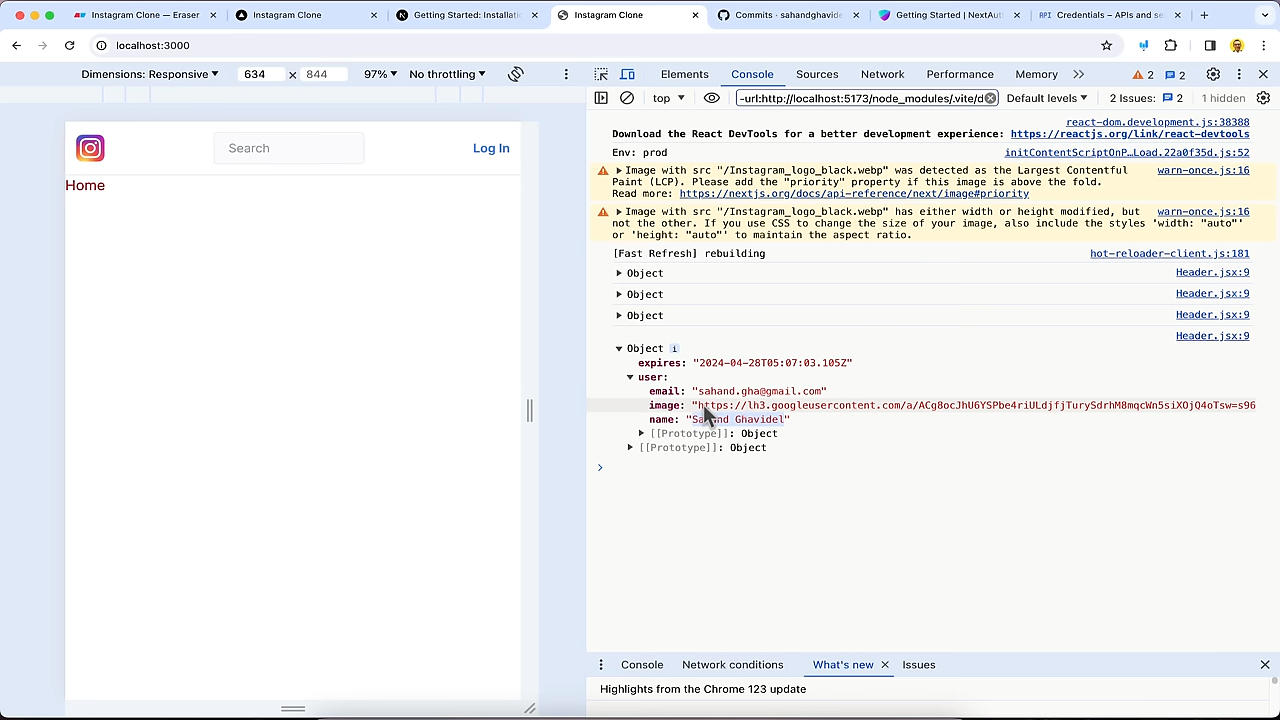 Instagram Clone — Eraser
Instagram Clone
Getting Started: Installatio
Instagram Clone
Commits · sahandghavide
Getting Started | NextAuth
Credentials – APIs and se
localhost:3000
Dimensions: Responsive
634
×
844
97%
No throttling
Elements
Console
Sources
Network
Performance
Memory
2
2
top
-url:http://localhost:5173/node_modules/.vite/d
Default levels
2 Issues:
2
1 hidden
Search
Log In
Home
react-dom.development.js:38388
Download the React DevTools for a better development experience: https://reactjs.org/link/react-devtools
Env: prod
initContentScriptOnP…Load.22a0f35d.js:52
Image with src "/Instagram_logo_black.webp" was detected as the Largest Contentful
warn-once.js:16
Paint (LCP). Please add the "priority" property if this image is above the fold.
Read more: https://nextjs.org/docs/api-reference/next/image#priority
Image with src "/Instagram_logo_black.webp" has either width or height modified, but
warn-once.js:16
not the other. If you use CSS to change the size of your image, also include the styles 'width: "auto"'
or 'height: "auto"' to maintain the aspect ratio.
[Fast Refresh] rebuilding
hot-reloader-client.js:181
Object
Header.jsx:9
Object
Header.jsx:9
Object
Header.jsx:9
Header.jsx:9
Object i
expires: "2024-04-28T05:07:03.105Z"
user:
email: "sahand.gha@gmail.com"
image: "https://lh3.googleusercontent.com/a/ACg8ocJhU6YSPbe4riULdjfjTurySdrhM8mqcWn5siXOjQ4oTsw=s96
name: "Sahand Ghavidel"
[[Prototype]]: Object
[[Prototype]]: Object
Console
Network conditions
What's new
Issues
Highlights from the Chrome 123 update